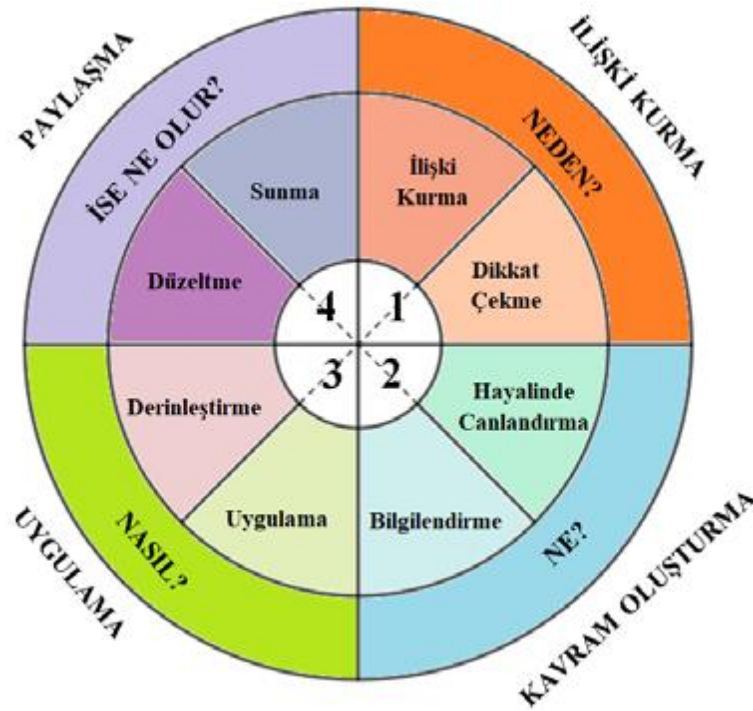 PAYLAŞMA
İLİŞKİ KURMA
İSE NE OLUR?
NEDEN?
Sunma
İlişki
Kurma
Düzeltme
Dikkat
Çekme
4
1
3
2
Derinleştirme
Hayalinde
Canlandırma
Uygulama
Bilgilendirme
NASIL?
NE?
UYGULAMA
KAVRAM OLUŞTURMA